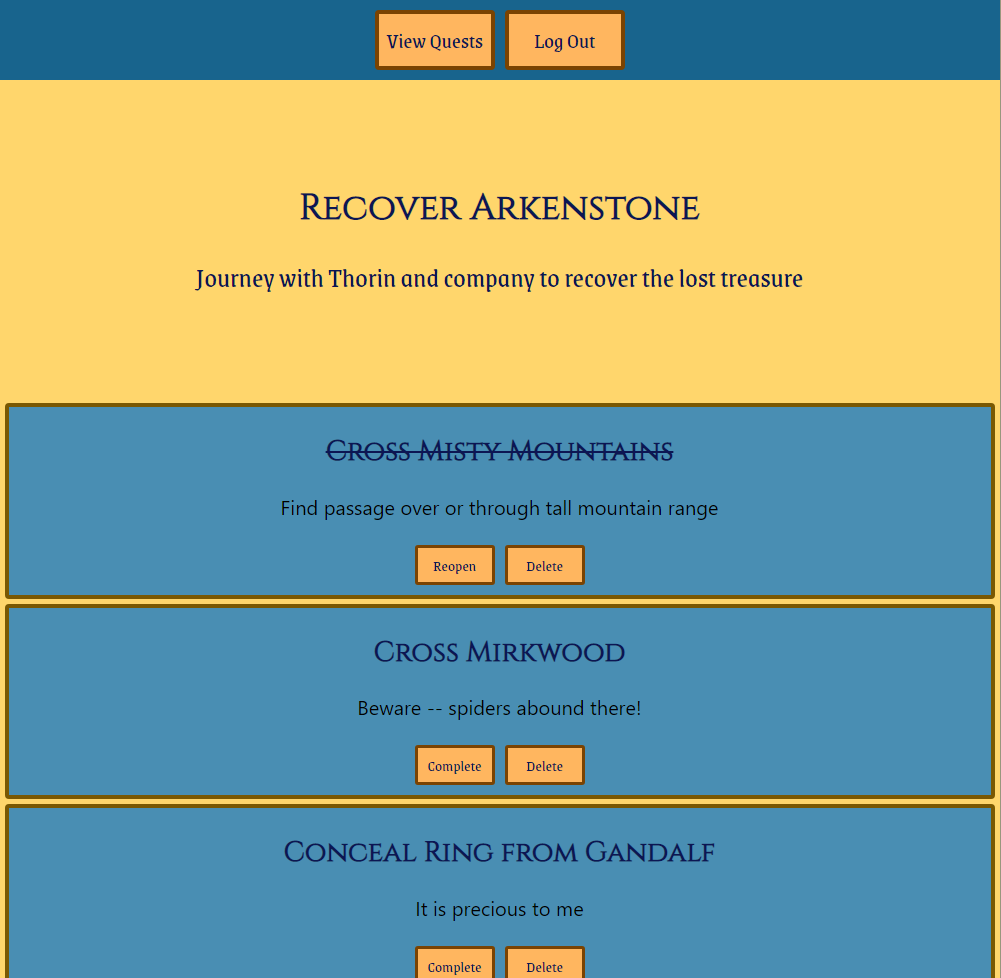 View Quests
Log Out
Recover Arkenstone
Journey with Thorin and company to recover the lost treasure
Cross Misty Mountains
Find passage over or through tall mountain range
Reopen
Delete
Cross Mirkwood
Beware -- spiders abound there!
Complete
Delete
Conceal Ring from Gandalf
It is precious to me
Complete
Delete